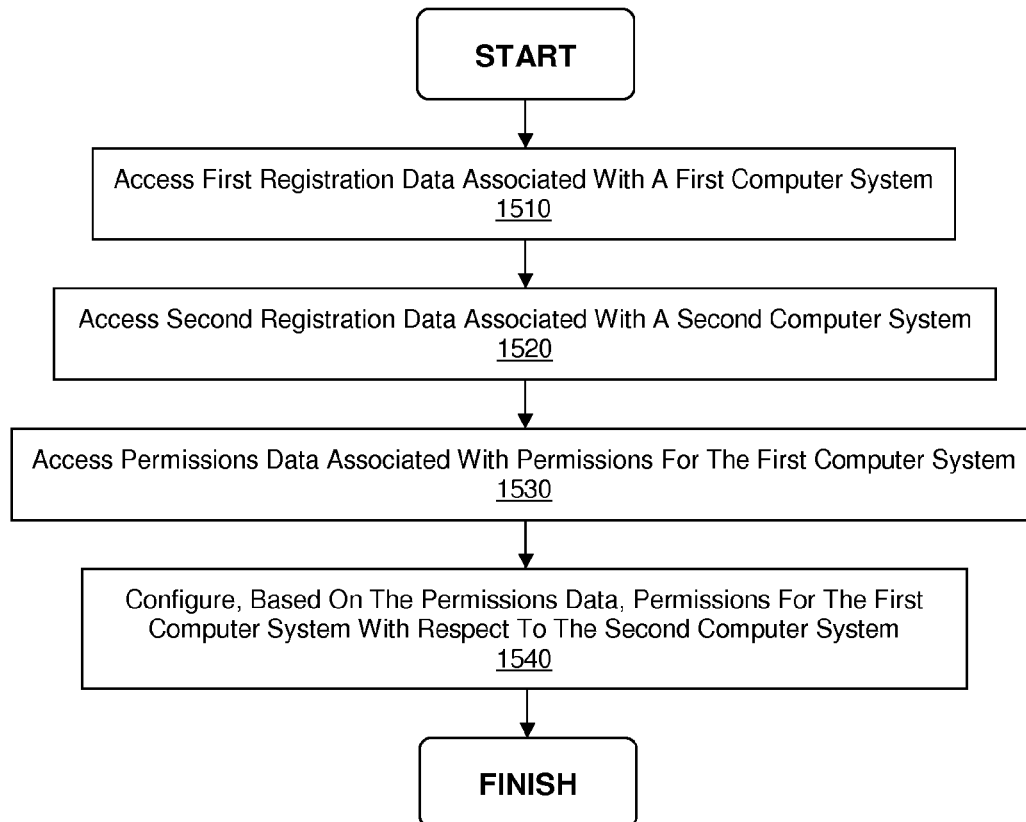 START
Access First Registration Data Associated With A First Computer System
1510
Access Second Registration Data Associated With A Second Computer System
1520
Access Permissions Data Associated With Permissions For The First Computer System
1530
Configure, Based On The Permissions Data, Permissions For The First
Computer System With Respect To The Second Computer System
1540
FINISH